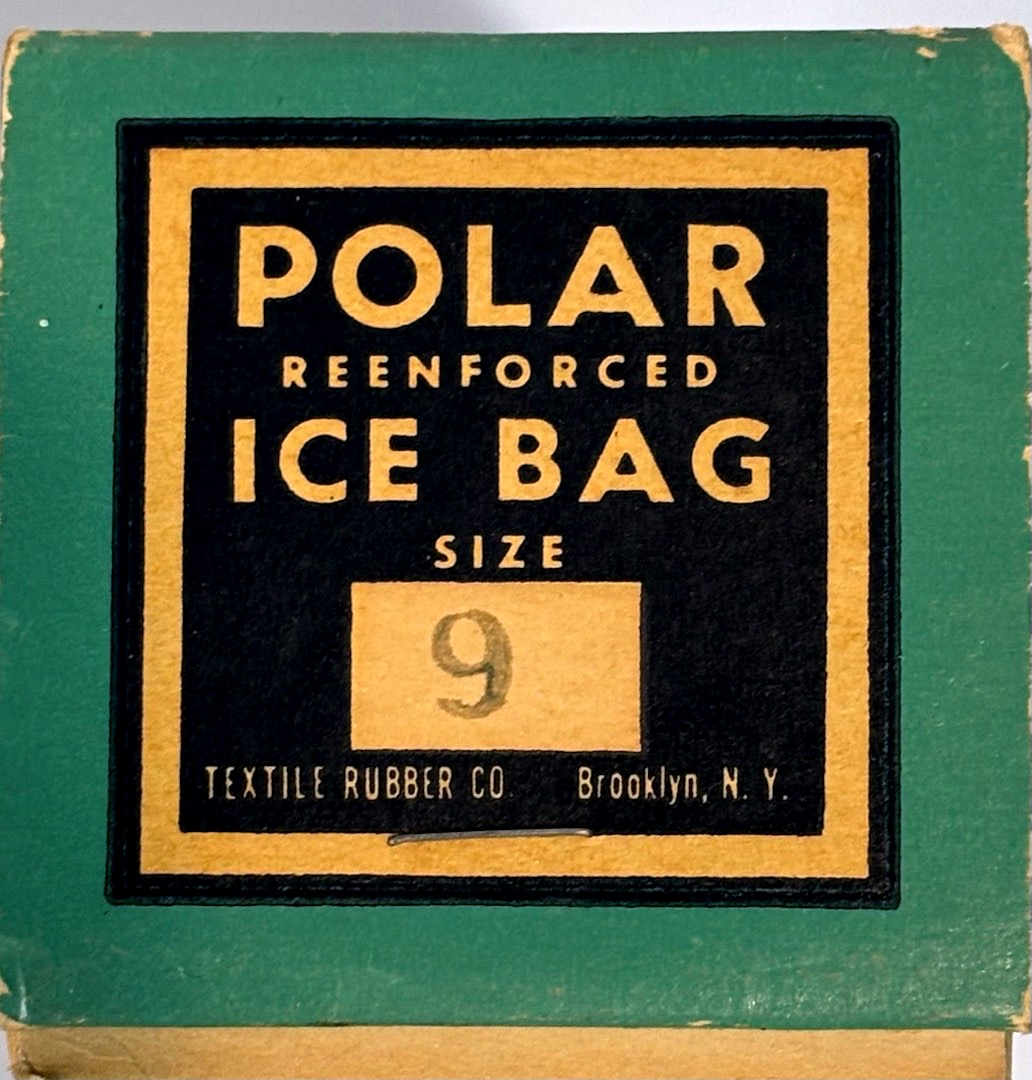 POLAR
REENFORCED
ICE BAG
SIZE
9
TEXTILE RUBBER CO. Brooklyn, N. Y.